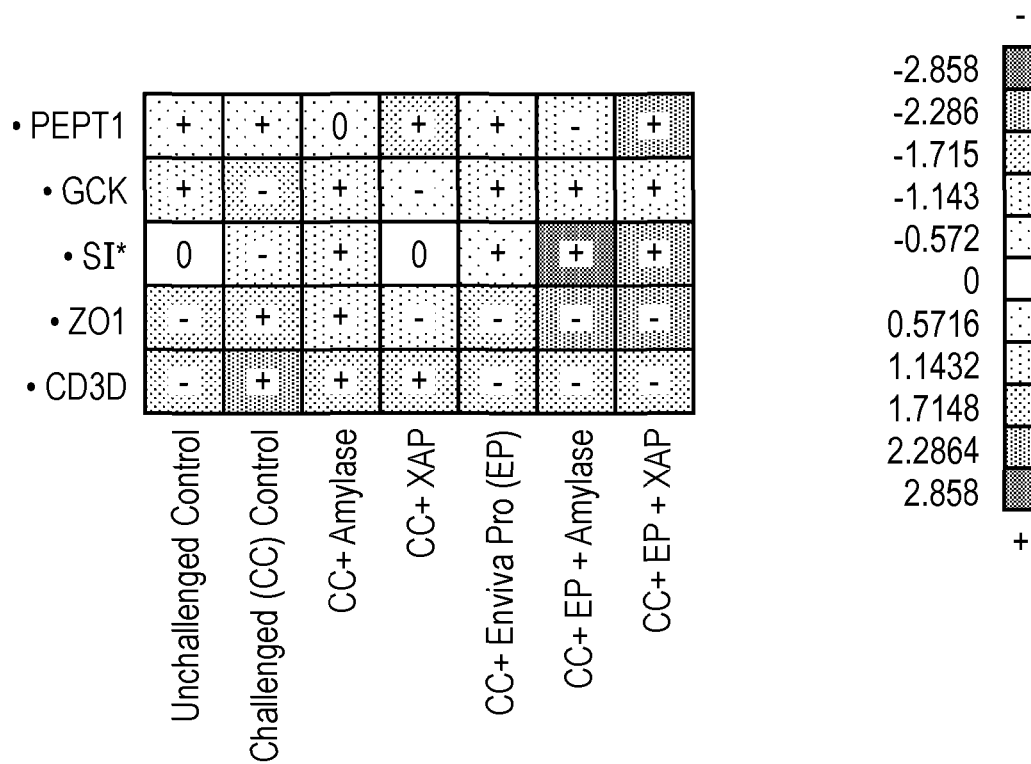 -
-2.858
-2.286
-1.715
-1.143
-0.572
0
0.5716
1.1432
1.7148
2.2864
2.858
+
• PEPT1 + + 0 + + - +
• GCK + - + - + + +
• SI* 0 - + 0 + + +
• ZO1 - + + - - - -
• CD3D - + + + - - -
Unchallenged Control
Challenged (CC) Control
CC+ Amylase
CC+ XAP
CC+ Enviva Pro (EP)
CC+ EP + Amylase
CC+ EP + XAP